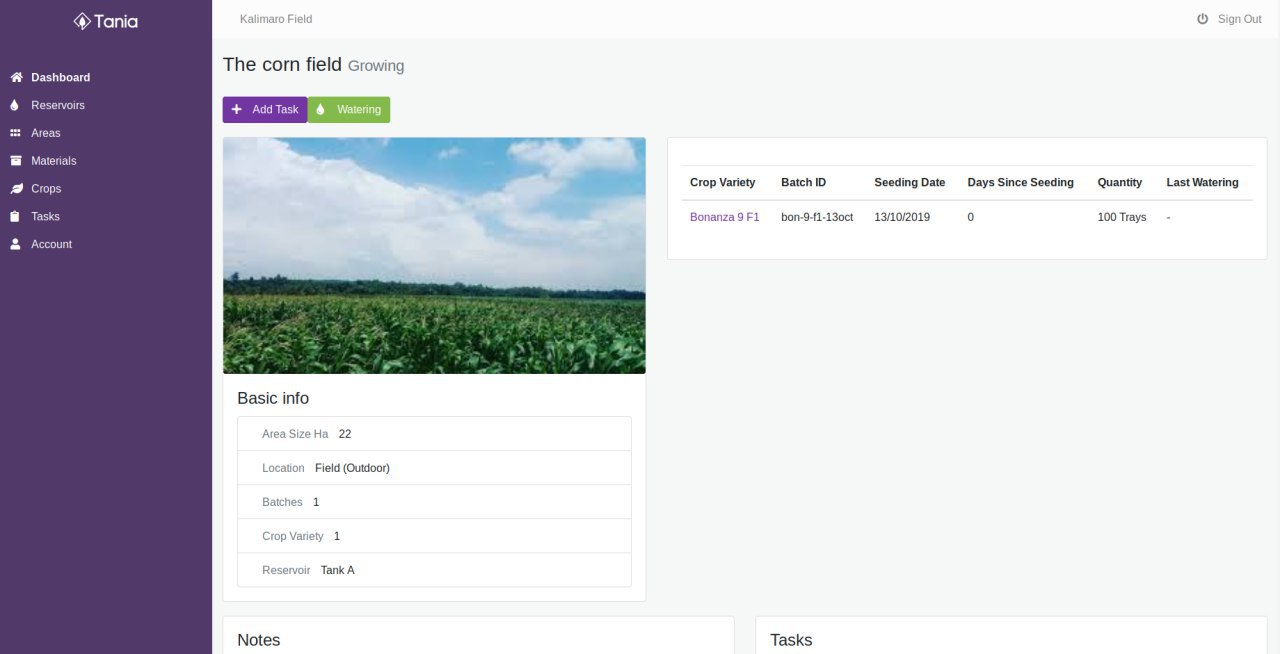 Tania
Kalimaro Field
Sign Out
Dashboard
Reservoirs
Areas
Materials
Crops
Tasks
Account
The corn field Growing
Add Task
Watering
Crop Variety Batch ID Seeding Date Days Since Seeding Quantity Last Watering
Bonanza 9 F1 bon-9-f1-13oct 13/10/2019 0 100 Trays -
Basic info
Area Size Ha 22
Location Field (Outdoor)
Batches 1
Crop Variety 1
Reservoir Tank A
Notes
Tasks